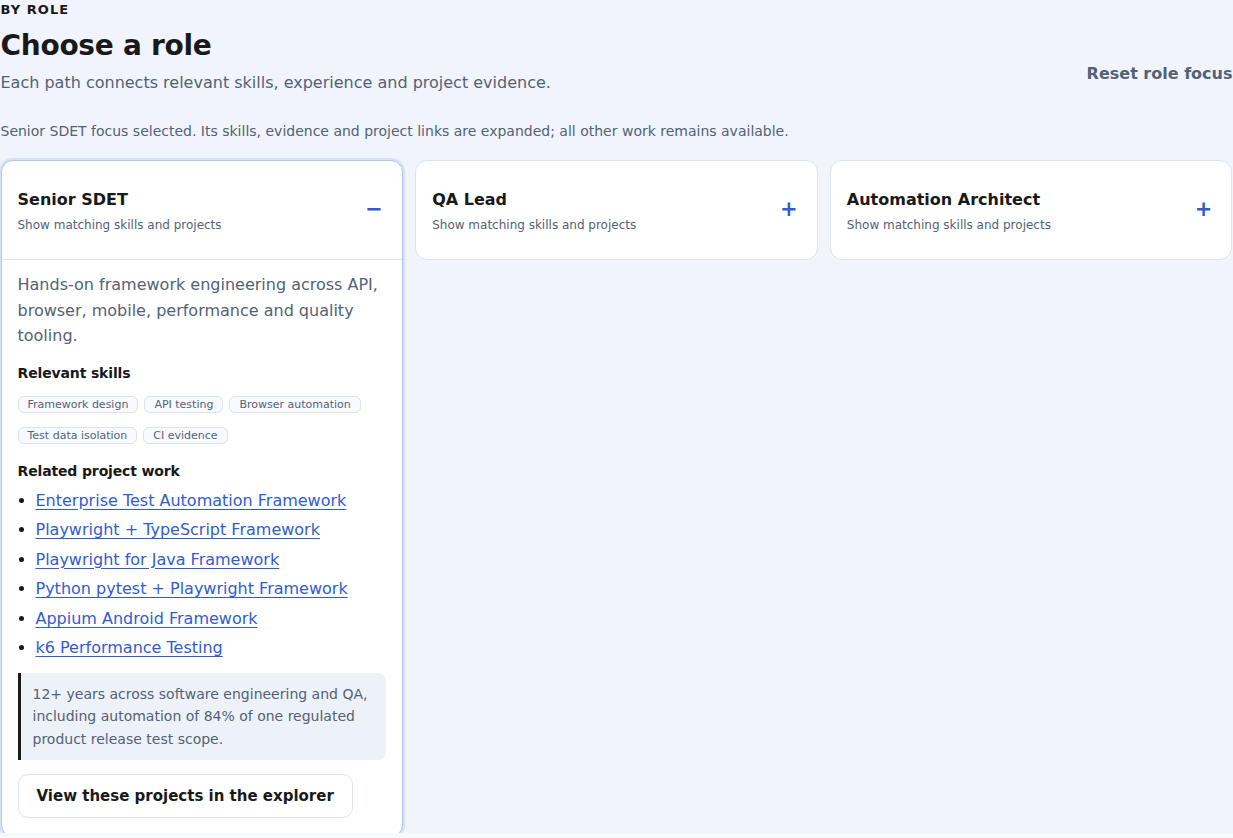 BY ROLE
Choose a role
Each path connects relevant skills, experience and project evidence.
Reset role focus
Senior SDET focus selected. Its skills, evidence and project links are expanded; all other work remains available.
Senior SDET
Show matching skills and projects
−
Hands-on framework engineering across API,
browser, mobile, performance and quality
tooling.
Relevant skills
Framework design
API testing
Browser automation
Test data isolation
CI evidence
Related project work
• Enterprise Test Automation Framework
• Playwright + TypeScript Framework
• Playwright for Java Framework
• Python pytest + Playwright Framework
• Appium Android Framework
• k6 Performance Testing
12+ years across software engineering and QA,
including automation of 84% of one regulated
product release test scope.
View these projects in the explorer
QA Lead
Show matching skills and projects
+
Automation Architect
Show matching skills and projects
+